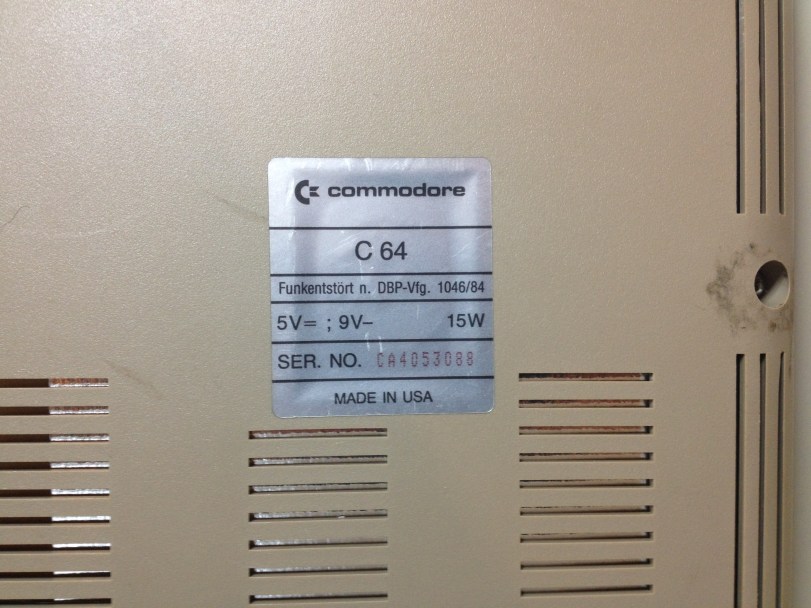 commodore
C 64
Funkentstört n. DBP-Vfg. 1046/84
5V= ; 9V– 15W
SER. NO. CA4053088
MADE IN USA